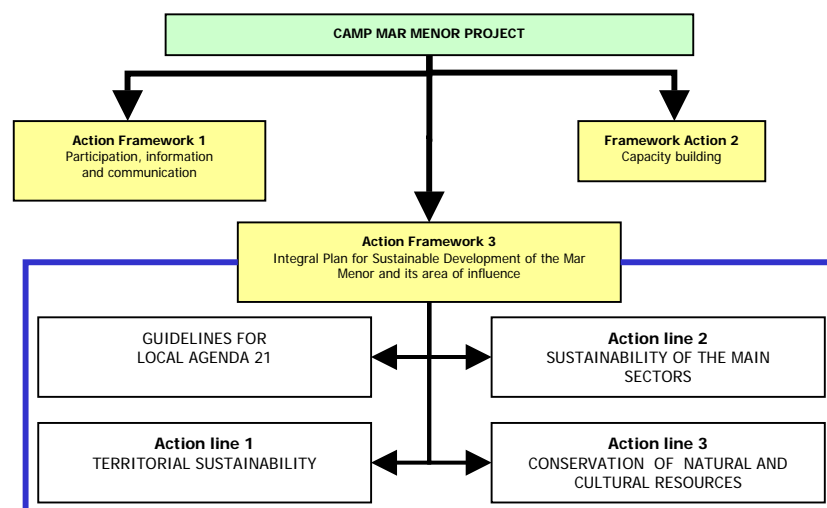 CAMP MAR MENOR PROJECT
Action Framework 1
Participation, information
and communication
Framework Action 2
Capacity building
Action Framework 3
Integral Plan for Sustainable Development of the Mar
Menor and its area of influence
GUIDELINES FOR
LOCAL AGENDA 21
Action line 2
SUSTAINABILITY OF THE MAIN
SECTORS
Action line 1
TERRITORIAL SUSTAINABILITY
Action line 3
CONSERVATION OF NATURAL AND
CULTURAL RESOURCES